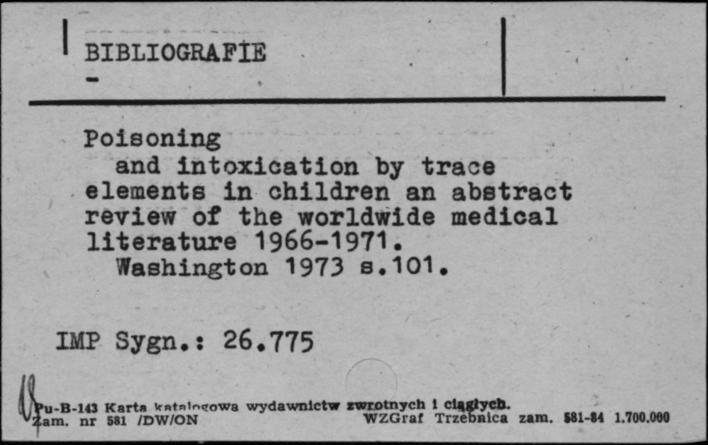 BIBLIOGRAFIE
-
Poisoning
and intoxication by trace
elements in children an abstract
review of the worldwide medical
literature 1966-1971.
Washington 1973 s.101.
IMP Sygn.: 26.775
Pu-B-143 Karta katalogowa wydawnictw zwrotnych i ciągłych.
Zam. nr 581 /DW/ON WZGraf Trzebnica zam. 581-84 1.700.000